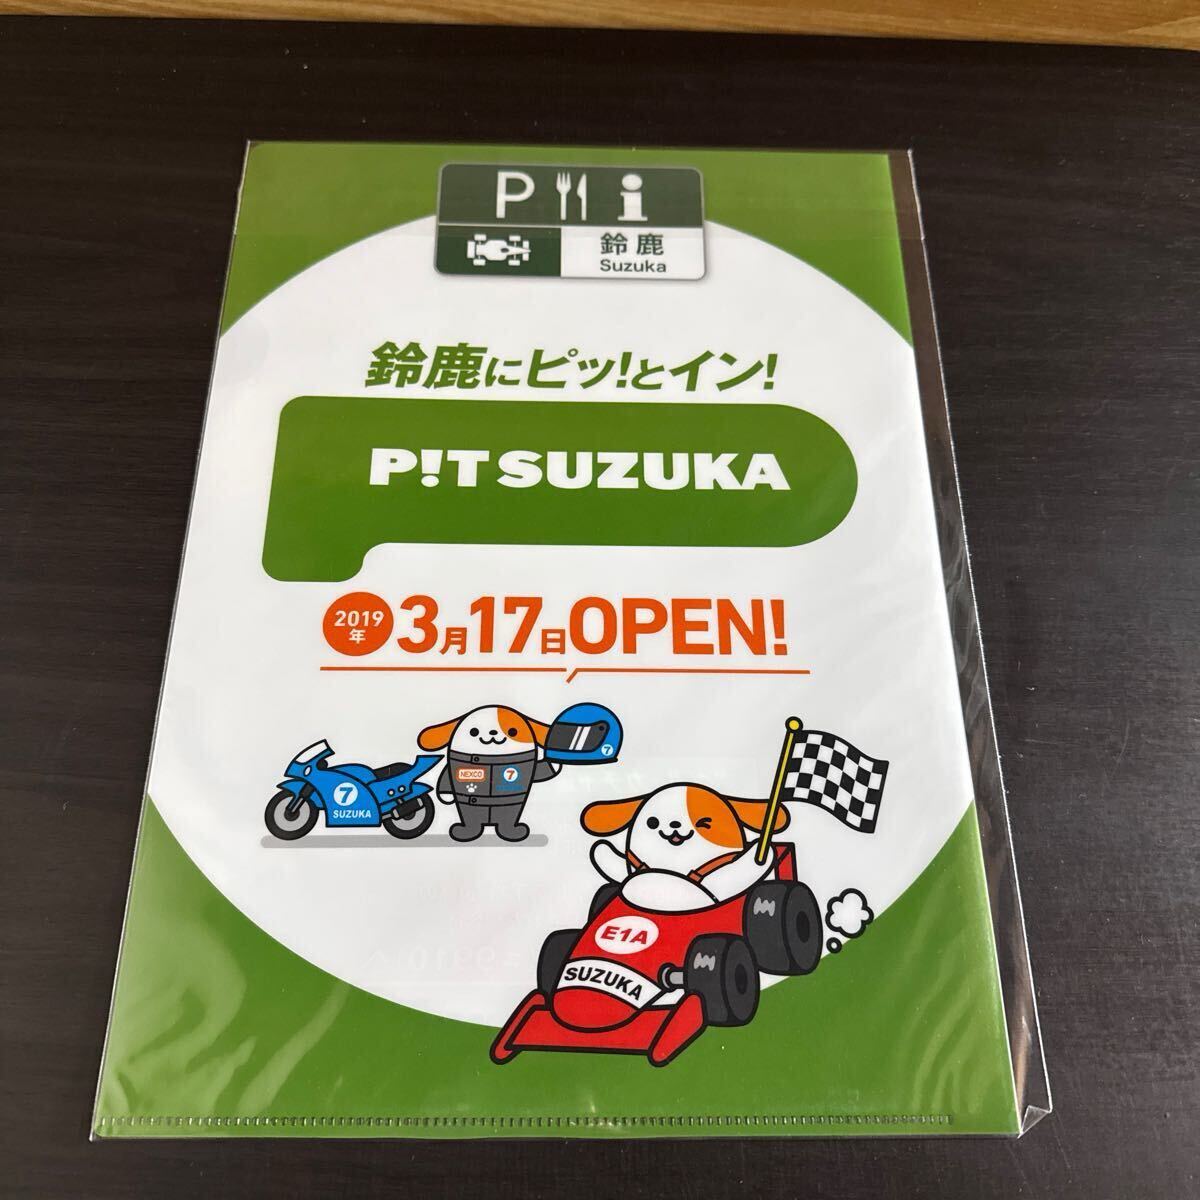 P i
鈴鹿
Suzuka
鈴鹿にピッ!とイン!
P!T SUZUKA
2019年 3月17日OPEN!
NEXCO 7
7
7
SUZUKA
E1A
SUZUKA